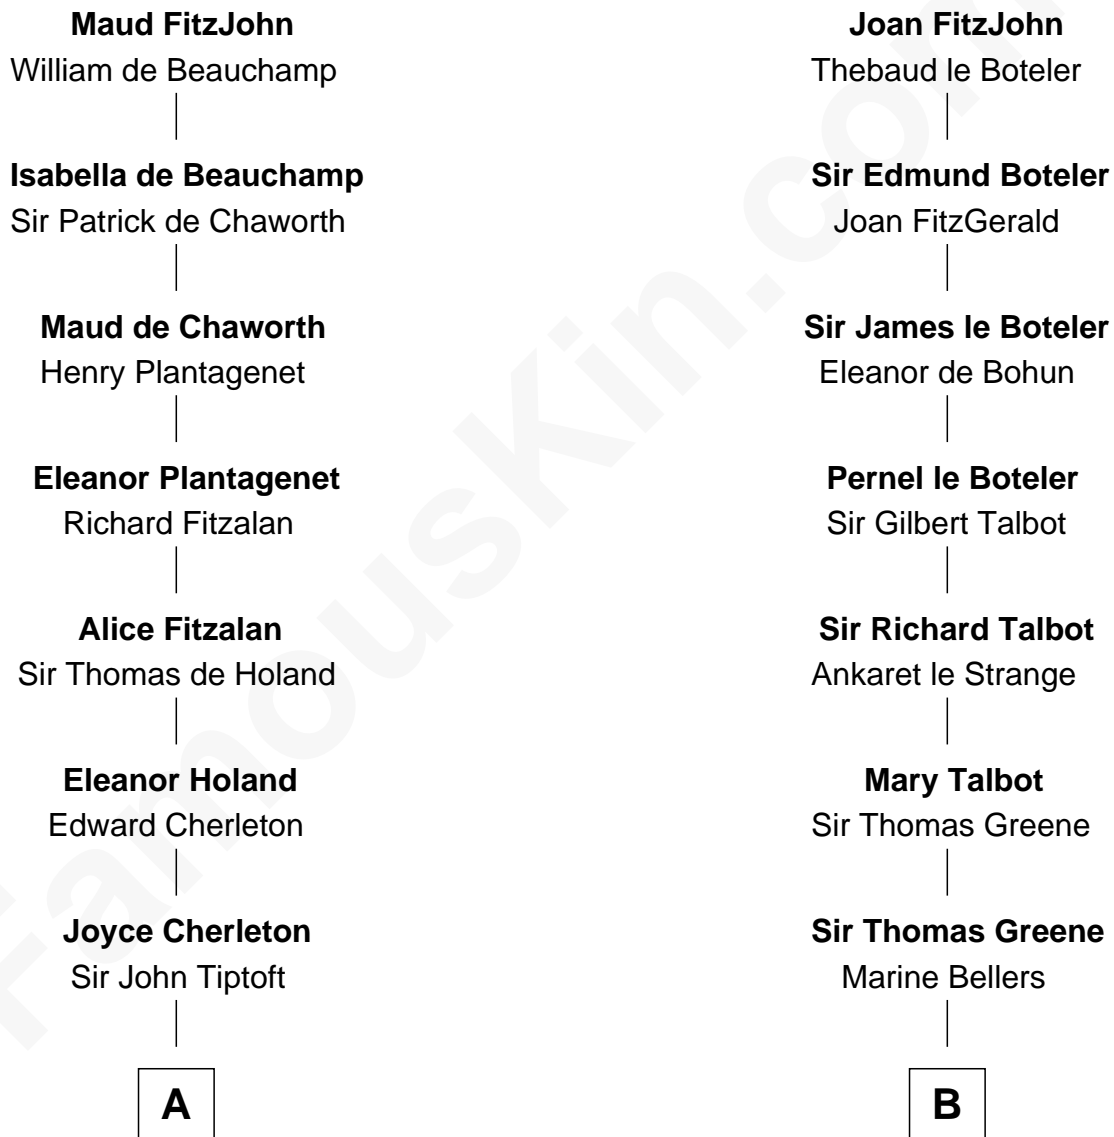 Maud FitzJohn
William de Beauchamp
Isabella de Beauchamp
Sir Patrick de Chaworth
Maud de Chaworth
Henry Plantagenet
Eleanor Plantagenet
Richard Fitzalan
Alice Fitzalan
Sir Thomas de Holand
Eleanor Holand
Edward Cherleton
Joyce Cherleton
Sir John Tiptoft
A
Joan FitzJohn
Thebaud le Boteler
Sir Edmund Boteler
Joan FitzGerald
Sir James le Boteler
Eleanor de Bohun
Pernel le Boteler
Sir Gilbert Talbot
Sir Richard Talbot
Ankaret le Strange
Mary Talbot
Sir Thomas Greene
Sir Thomas Greene
Marine Bellers
B
FamousKin.com